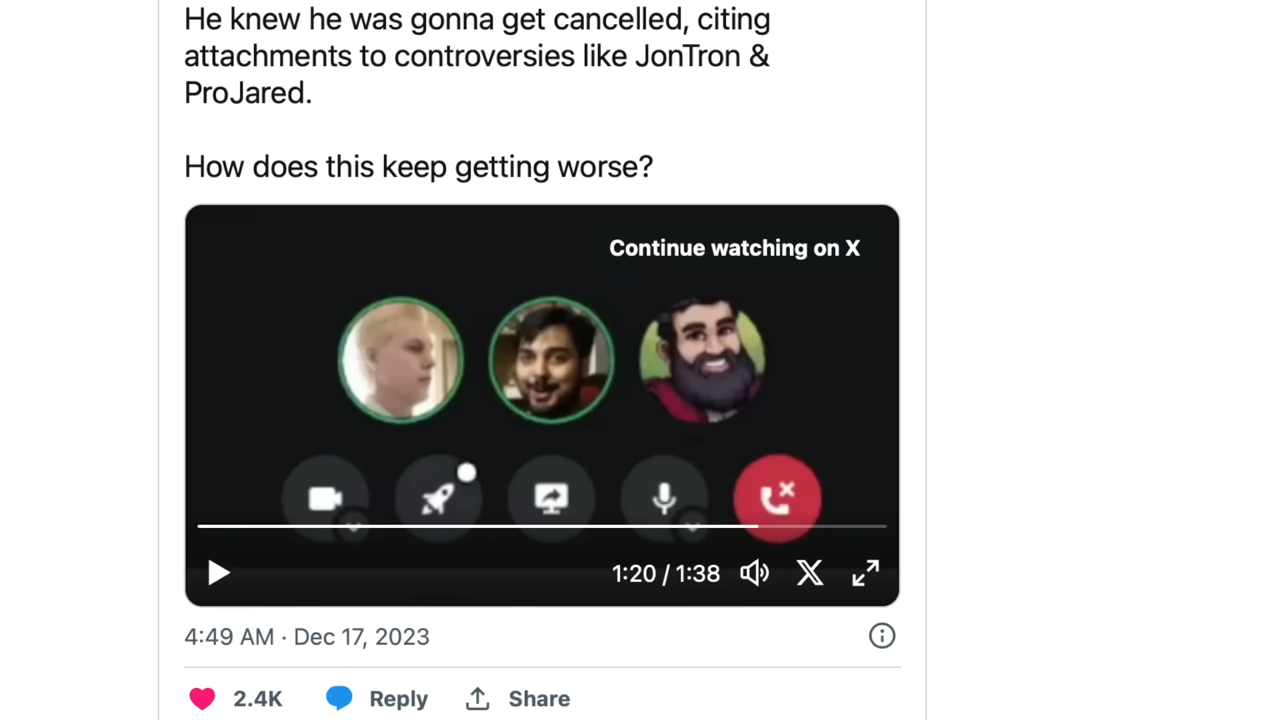 He knew he was gonna get cancelled, citing
attachments to controversies like JonTron &
ProJared.
How does this keep getting worse?
Continue watching on X
1:20 / 1:38
4:49 AM · Dec 17, 2023
2.4K Reply Share